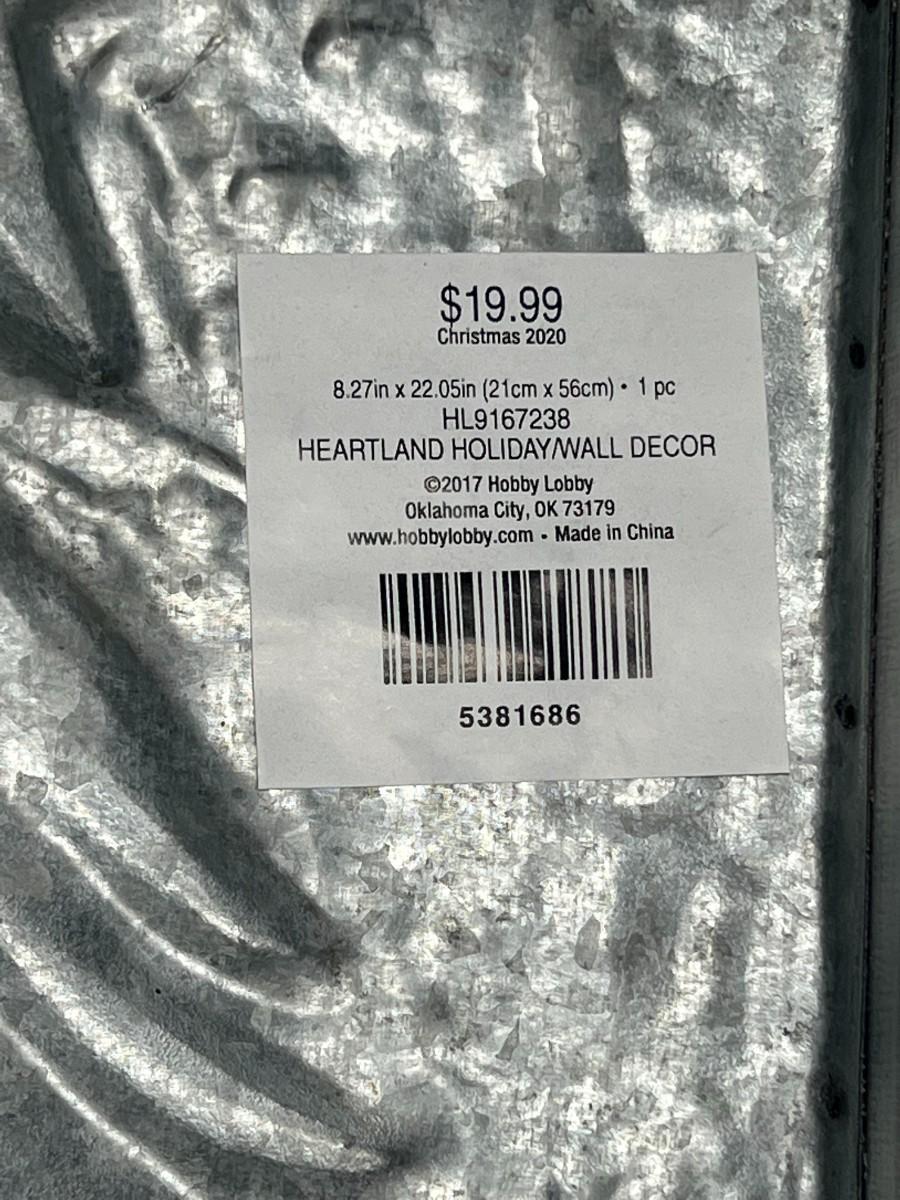 $19.99
Christmas 2020
8.27in x 22.05in (21cm x 56cm) • 1 pc
HL9167238
HEARTLAND HOLIDAY/WALL DECOR
©2017 Hobby Lobby
Oklahoma City, OK 73179
www.hobbylobby.com • Made in China
5381686